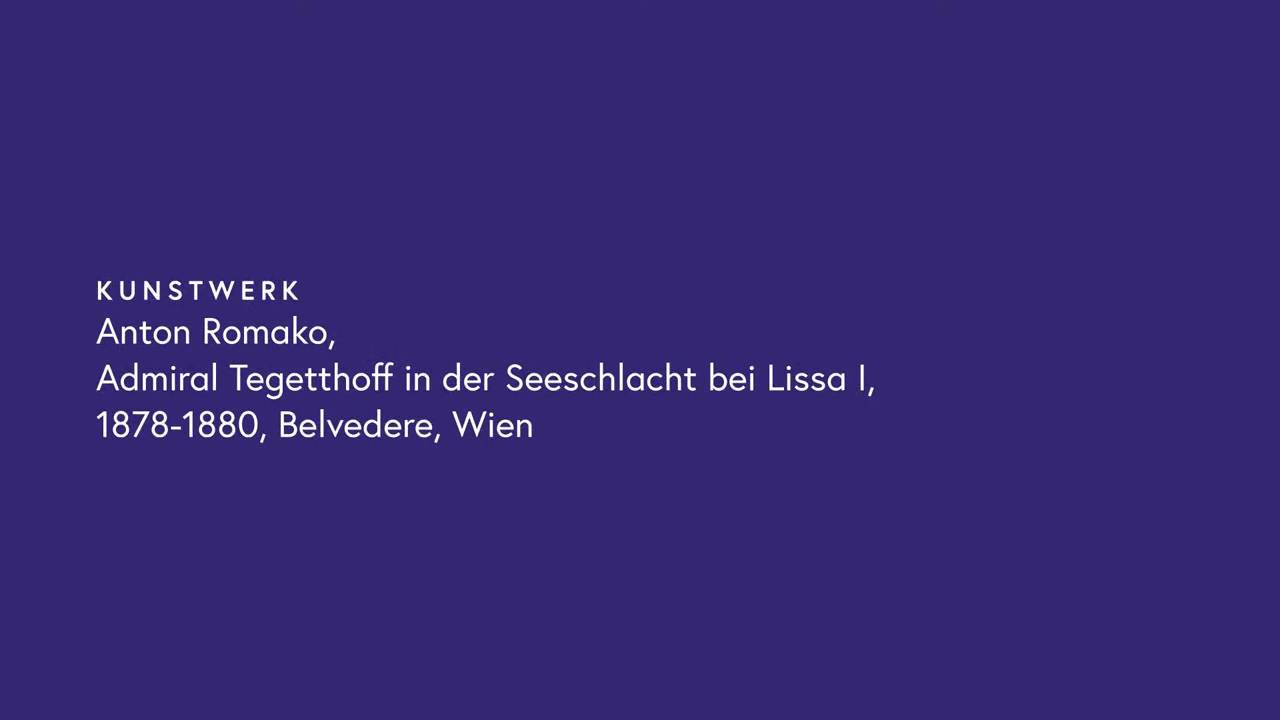 KUNSTWERK
Anton Romako,
Admiral Tegetthoff in der Seeschlacht bei Lissa I,
1878-1880, Belvedere, Wien